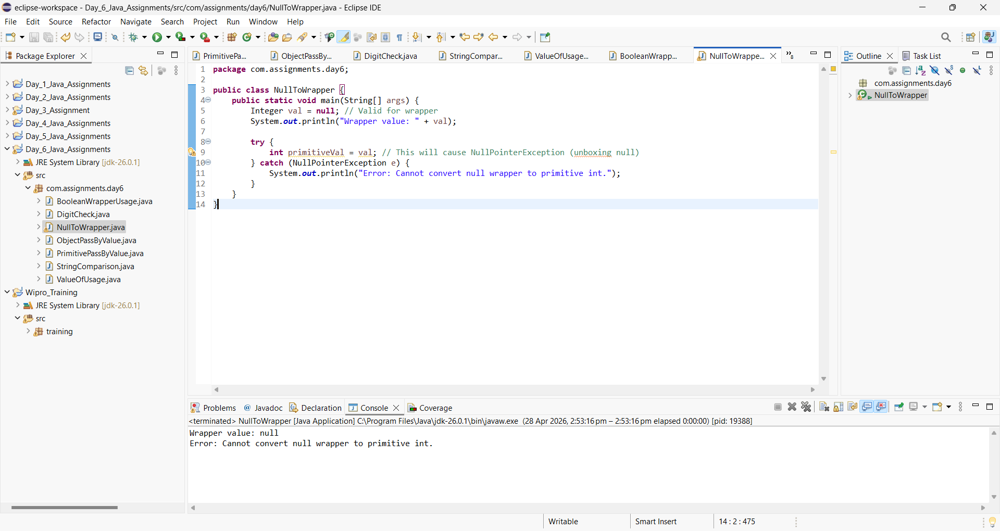 eclipse-workspace - Day_6_Java_Assignments/src/com/assignments/day6/NullToWrapper.java - Eclipse IDE
File Edit Source Refactor Navigate Search Project Run Window Help
Package Explorer
Day_1_Java_Assignments
Day_2_Java_Assignments
Day_3_Assignment
Day_4_Java_Assignments
Day_5_Java_Assignments
Day_6_Java_Assignments
JRE System Library [jdk-26.0.1]
src
com.assignments.day6
BooleanWrapperUsage.java
DigitCheck.java
NullToWrapper.java
ObjectPassByValue.java
PrimitivePassByValue.java
StringComparison.java
ValueOfUsage.java
Wipro_Training
JRE System Library [jdk-26.0.1]
src
training
PrimitivePa... ObjectPassBy... DigitCheck.java StringCompar... ValueOfUsage... BooleanWrapp... NullToWrappe... »8
1 package com.assignments.day6;
2
3 public class NullToWrapper {
4 public static void main(String[] args) {
5 Integer val = null; // Valid for wrapper
6 System.out.println("Wrapper value: " + val);
7
8 try {
9 int primitiveVal = val; // This will cause NullPointerException (unboxing null)
10 } catch (NullPointerException e) {
11 System.out.println("Error: Cannot convert null wrapper to primitive int.");
12 }
13 }
14 }
Outline Task List
com.assignments.day6
NullToWrapper
Problems @ Javadoc Declaration Console Coverage
<terminated> NullToWrapper [Java Application] C:\Program Files\Java\jdk-26.0.1\bin\javaw.exe (28 Apr 2026, 2:53:16 pm – 2:53:16 pm elapsed 0:00:00) [pid: 19388]
Wrapper value: null
Error: Cannot convert null wrapper to primitive int.
Writable Smart Insert 14 : 2 : 475